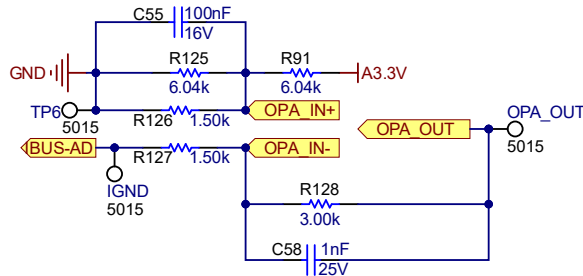 C55 100nF
16V
R125 R91
GND A3.3V
6.04k 6.04k
TP6 OPA_IN+ OPA_OUT
5015 R126 1.50k OPA_OUT
BUS-AD R127 1.50k OPA_IN- 5015
IGND
5015
R128
3.00k
C58 1nF
25V